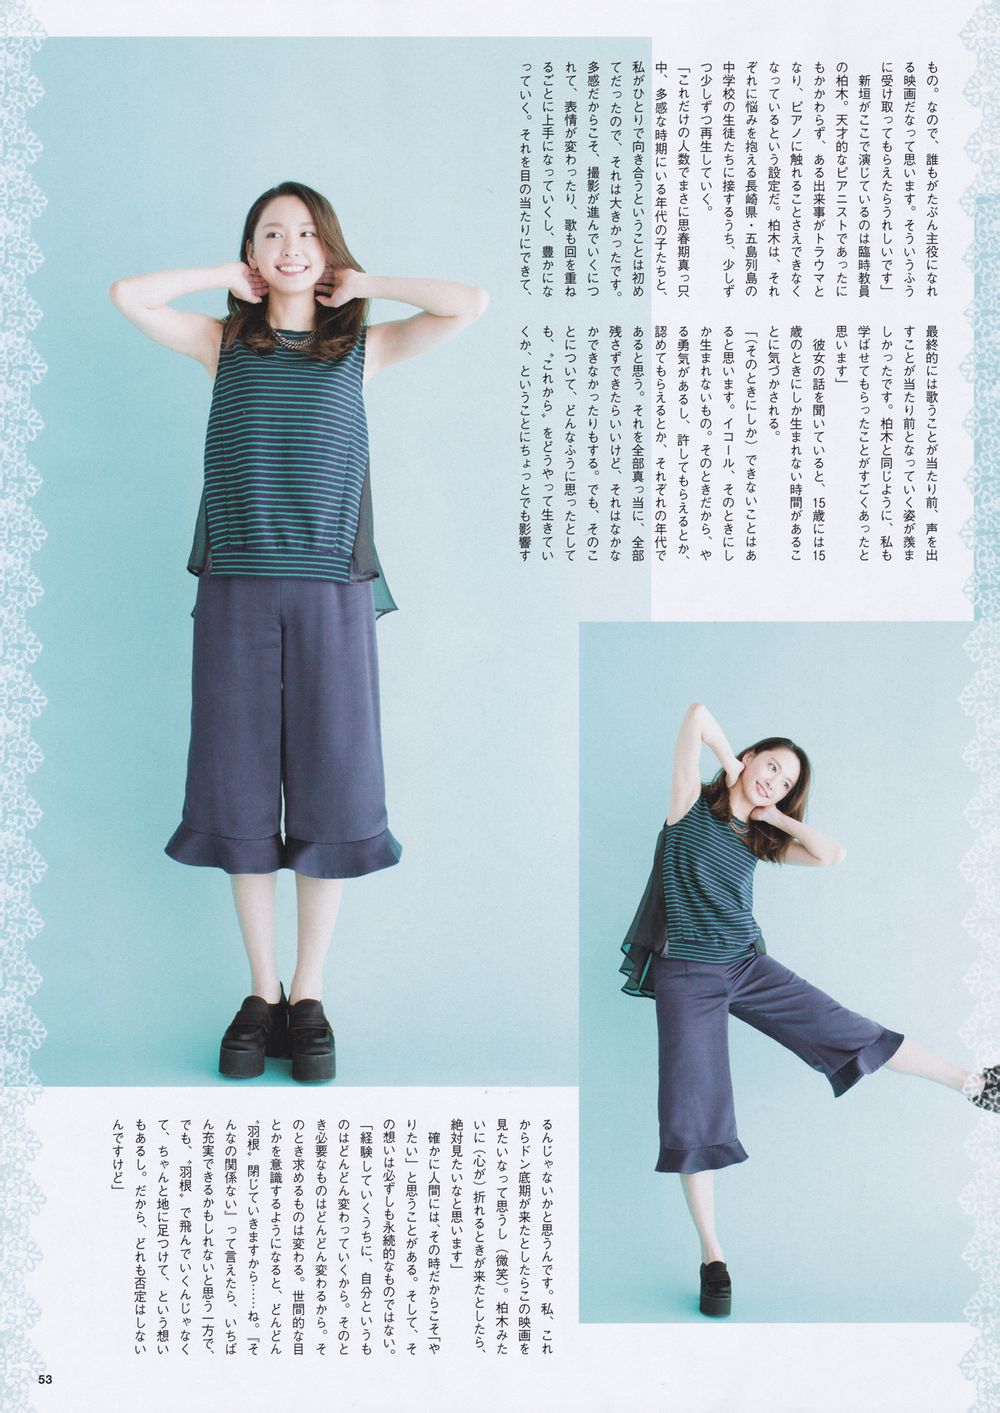 もの。なので、誰もがたぶん主役になれ
る映画だなって思います。そういうふう
に受け取ってもらえたらうれしいです」
新垣がここで演じているのは臨時教員
の柏木。天才的なピアニストであったに
もかかわらず、ある出来事がトラウマと
なり、ピアノに触れることさえできなく
なっているという設定だ。柏木は、それ
ぞれに悩みを抱える長崎県・五島列島の
中学校の生徒たちに接するうち、少しず
つ少しずつ再生していく。
「これだけの人数でまさに思春期真っ只
中、多感な時期にいる年代の子たちと、
私がひとりで向き合うということは初め
てだったので、それは大きかったです。
多感だからこそ、撮影が進んでいくにつ
れて、表情が変わったり、歌も回を重ね
るごとに上手になっていくし、豊かにな
っていく。それを目の当たりにできて、
最終的には歌うことが当たり前、声を出
すことが当たり前となっていく姿が羨ま
しかったです。柏木と同じように、私も
学ばせてもらったことがすごくあったと
思います」
彼女の話を聞いていると、15歳には15
歳のときにしか生まれない時間があるこ
とに気づかされる。
「（そのときにしか）できないことはあ
ると思います。イコール、そのときにし
か生まれないもの。そのときだから、や
る勇気があるし、許してもらえるとか、
認めてもらえるとか、それぞれの年代で
あると思う。それを全部真っ当に、全部
残さずできたらいいけど、それはなかな
かできなかったりもする。でも、そのこ
とについて、どんなふうに思ったとして
も、〝これから〟をどうやって生きてい
くか、ということにちょっとでも影響す
るんじゃないかと思うんです。私、これ
からドン底期が来たとしたらこの映画を
見たいなって思うし（微笑）。柏木みた
いに（心が）折れるときが来たとしたら、
絶対見たいなと思います」
確かに人間には、その時だからこそ「や
りたい」と思うことがある。そして、そ
の想いは必ずしも永続的なものではない。
「経験していくうちに、自分というも
のはどんどん変わっていくから。そのと
き必要なものはどんどん変わるから。そ
のとき求めるものは変わる。世間的な目
とかを意識するようになると、どんどん
〝羽根〟閉じていきますから……ね。『そ
んなの関係ない』って言えたら、いちば
ん充実できるかもしれないと思う一方で、
でも、〝羽根〟で飛んでいくんじゃなく
て、ちゃんと地に足つけて、という想い
もあるし。だから、どれも否定はしない
んですけど」
53